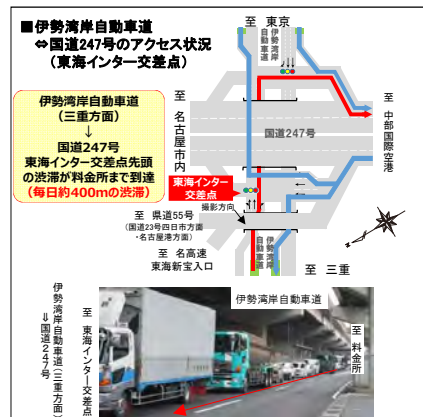 ■伊勢湾岸自動車道
⇔国道247号のアクセス状況
(東海インター交差点)
伊勢湾岸自動車道
(三重方面)
↓
国道247号
東海インター交差点先頭
の渋滞が料金所まで到達
(毎日約400mの渋滞)
至 東京
伊勢湾岸
自動車道
至 名古屋市内
国道247号
至 中部国際空港
東海インター
交差点
撮影方向
至 県道55号
(国道23号四日市方面
・名古屋港方面)
至 名高速
東海新宝入口
伊勢湾岸
自動車道
至 三重
伊勢湾岸自動車道(三重方面)
⇓国道247号
至 東海インター交差点
伊勢湾岸自動車道
至 料金所